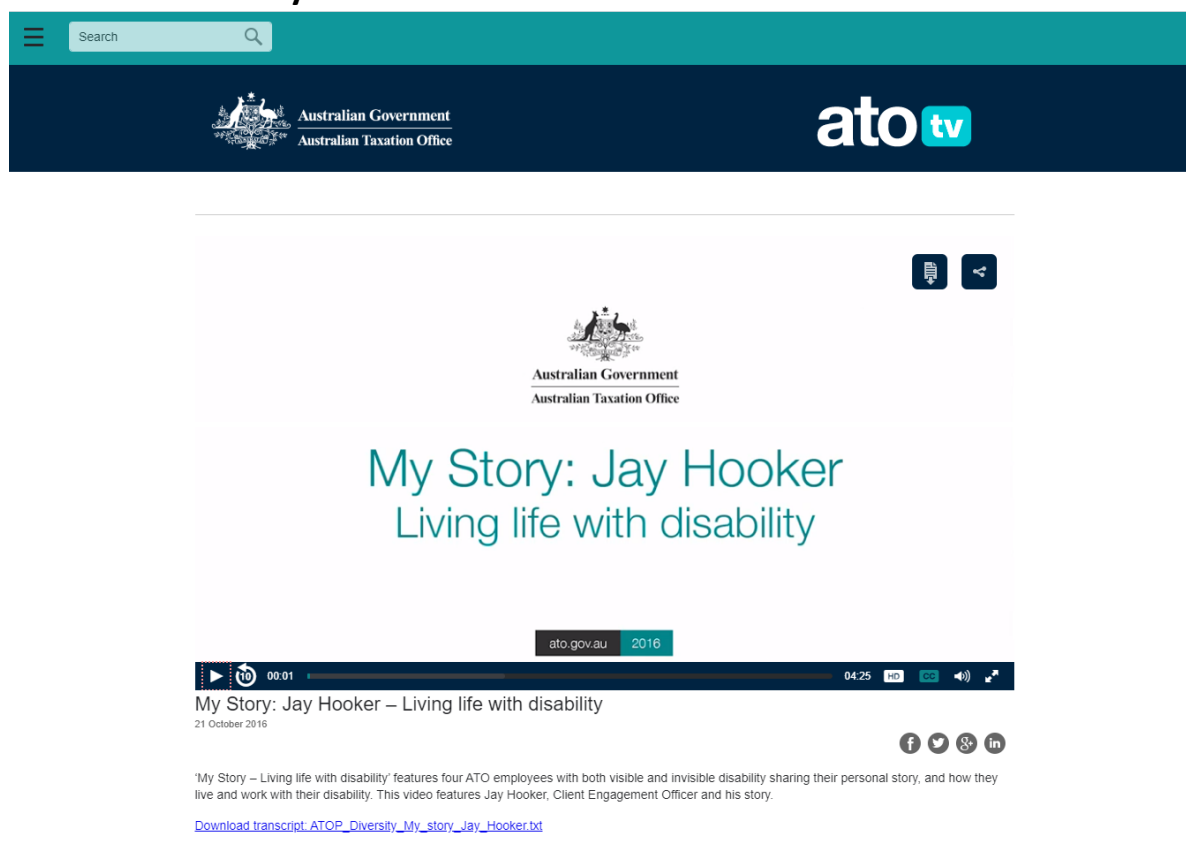 Search
Australian Government
Australian Taxation Office
ato tv
Australian Government
Australian Taxation Office
My Story: Jay Hooker
Living life with disability
ato.gov.au 2016
10 00:01 04:25 HD CC
My Story: Jay Hooker – Living life with disability
21 October 2016
'My Story – Living life with disability' features four ATO employees with both visible and invisible disability sharing their personal story, and how they
live and work with their disability. This video features Jay Hooker, Client Engagement Officer and his story.
Download transcript: ATOP_Diversity_My_story_Jay_Hooker.txt